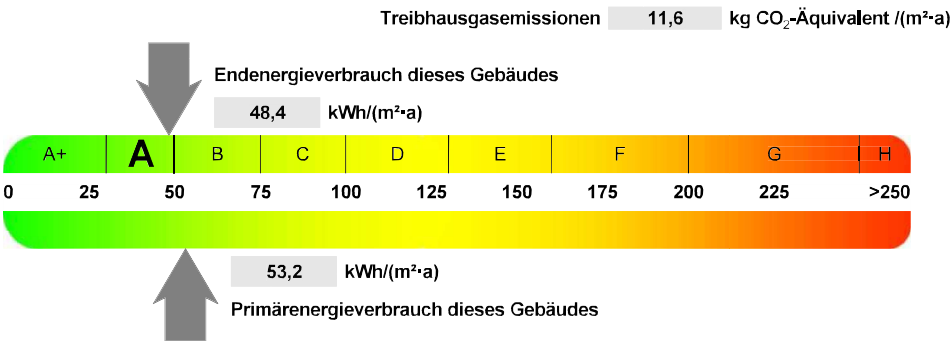 Treibhausgasemissionen 11,6 kg CO₂-Äquivalent /(m²·a)
Endenergieverbrauch dieses Gebäudes
48,4 kWh/(m²·a)
A+ A B C D E F G H
0 25 50 75 100 125 150 175 200 225 >250
53,2 kWh/(m²·a)
Primärenergieverbrauch dieses Gebäudes